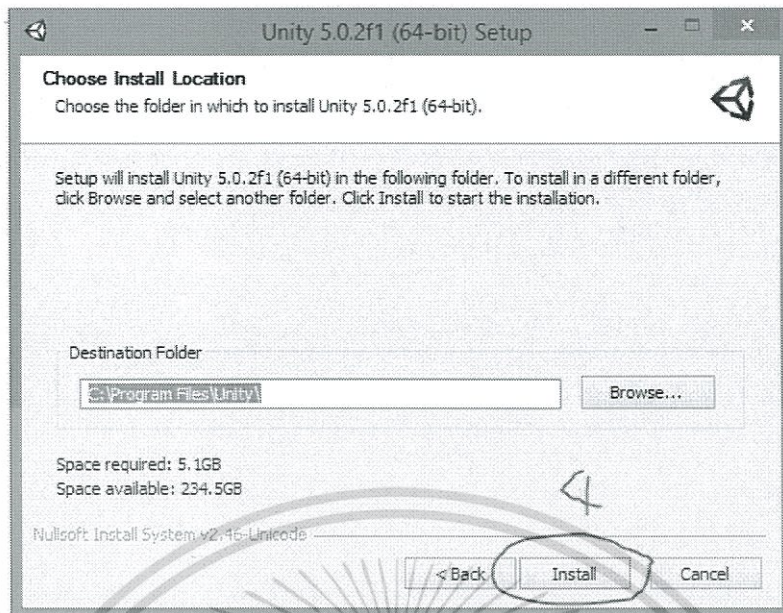 Unity 5.0.2f1 (64-bit) Setup
Choose Install Location
Choose the folder in which to install Unity 5.0.2f1 (64-bit).
Setup will install Unity 5.0.2f1 (64-bit) in the following folder. To install in a different folder,
click Browse and select another folder. Click Install to start the installation.
Destination Folder
C:\Program Files\Unity\
Browse...
Space required: 5.1GB
Space available: 234.5GB
4
Nullsoft Install System v2.46-Unicode
< Back
Install
Cancel